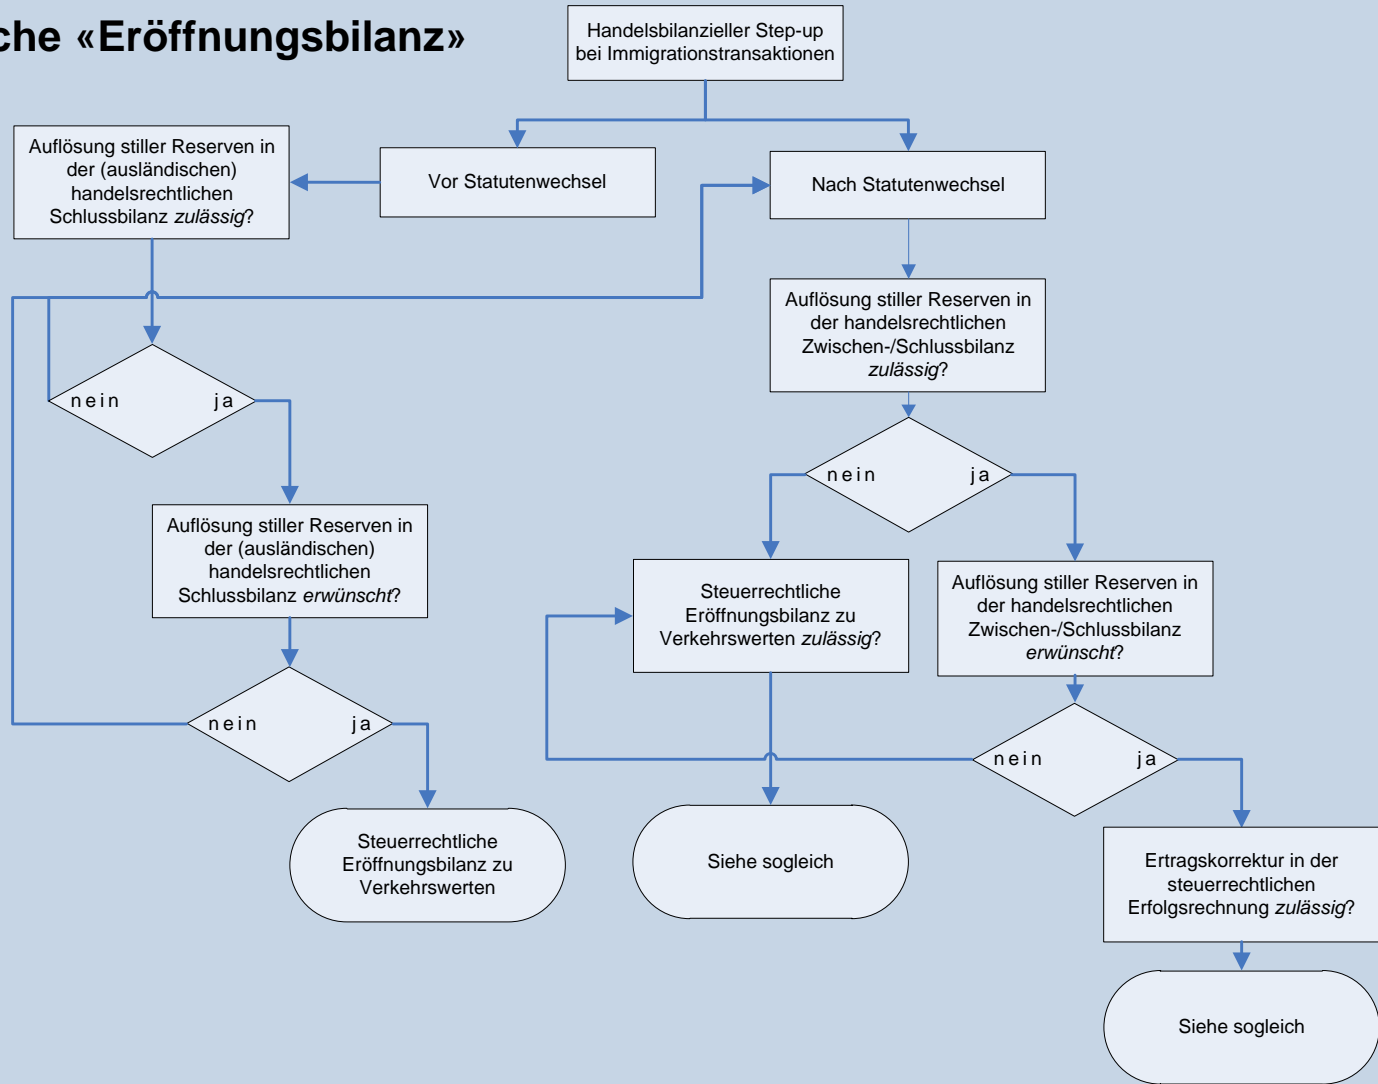 che «Eröffnungsbilanz»
Handelsbilanzieller Step-up
bei Immigrationstransaktionen
Auflösung stiller Reserven in
der (ausländischen)
handelsrechtlichen
Schlussbilanz zulässig?
Vor Statutenwechsel
Nach Statutenwechsel
Auflösung stiller Reserven in
der handelsrechtlichen
Zwischen-/Schlussbilanz
zulässig?
nein ja
nein ja
Auflösung stiller Reserven in
der (ausländischen)
handelsrechtlichen
Schlussbilanz erwünscht?
Steuerrechtliche
Eröffnungsbilanz zu
Verkehrswerten zulässig?
Auflösung stiller Reserven in
der handelsrechtlichen
Zwischen-/Schlussbilanz
erwünscht?
nein ja
nein ja
Steuerrechtliche
Eröffnungsbilanz zu
Verkehrswerten
Siehe sogleich
Ertragskorrektur in der
steuerrechtlichen
Erfolgsrechnung zulässig?
Siehe sogleich